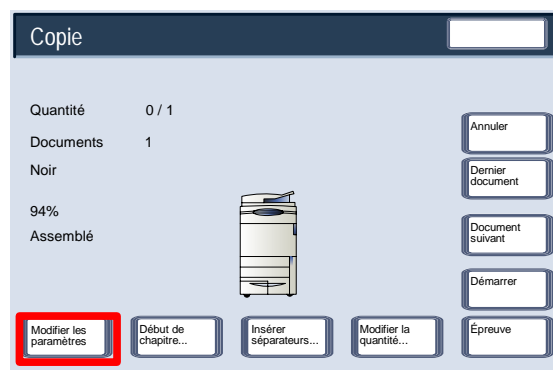 Copie
Quantité 0 / 1
Documents 1
Noir
94%
Assemblé
Annuler
Dernier
document
Document
suivant
Démarrer
Modifier les
paramètres
Début de
chapitre...
Insérer
séparateurs...
Modifier la
quantité...
Épreuve